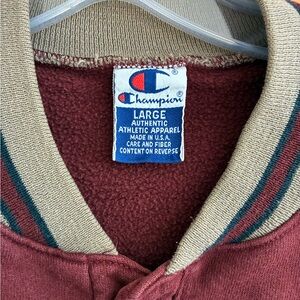 Champion
LARGE
AUTHENTIC
ATHLETIC APPAREL
MADE IN U.S.A.
CARE AND FIBER
CONTENT ON REVERSE